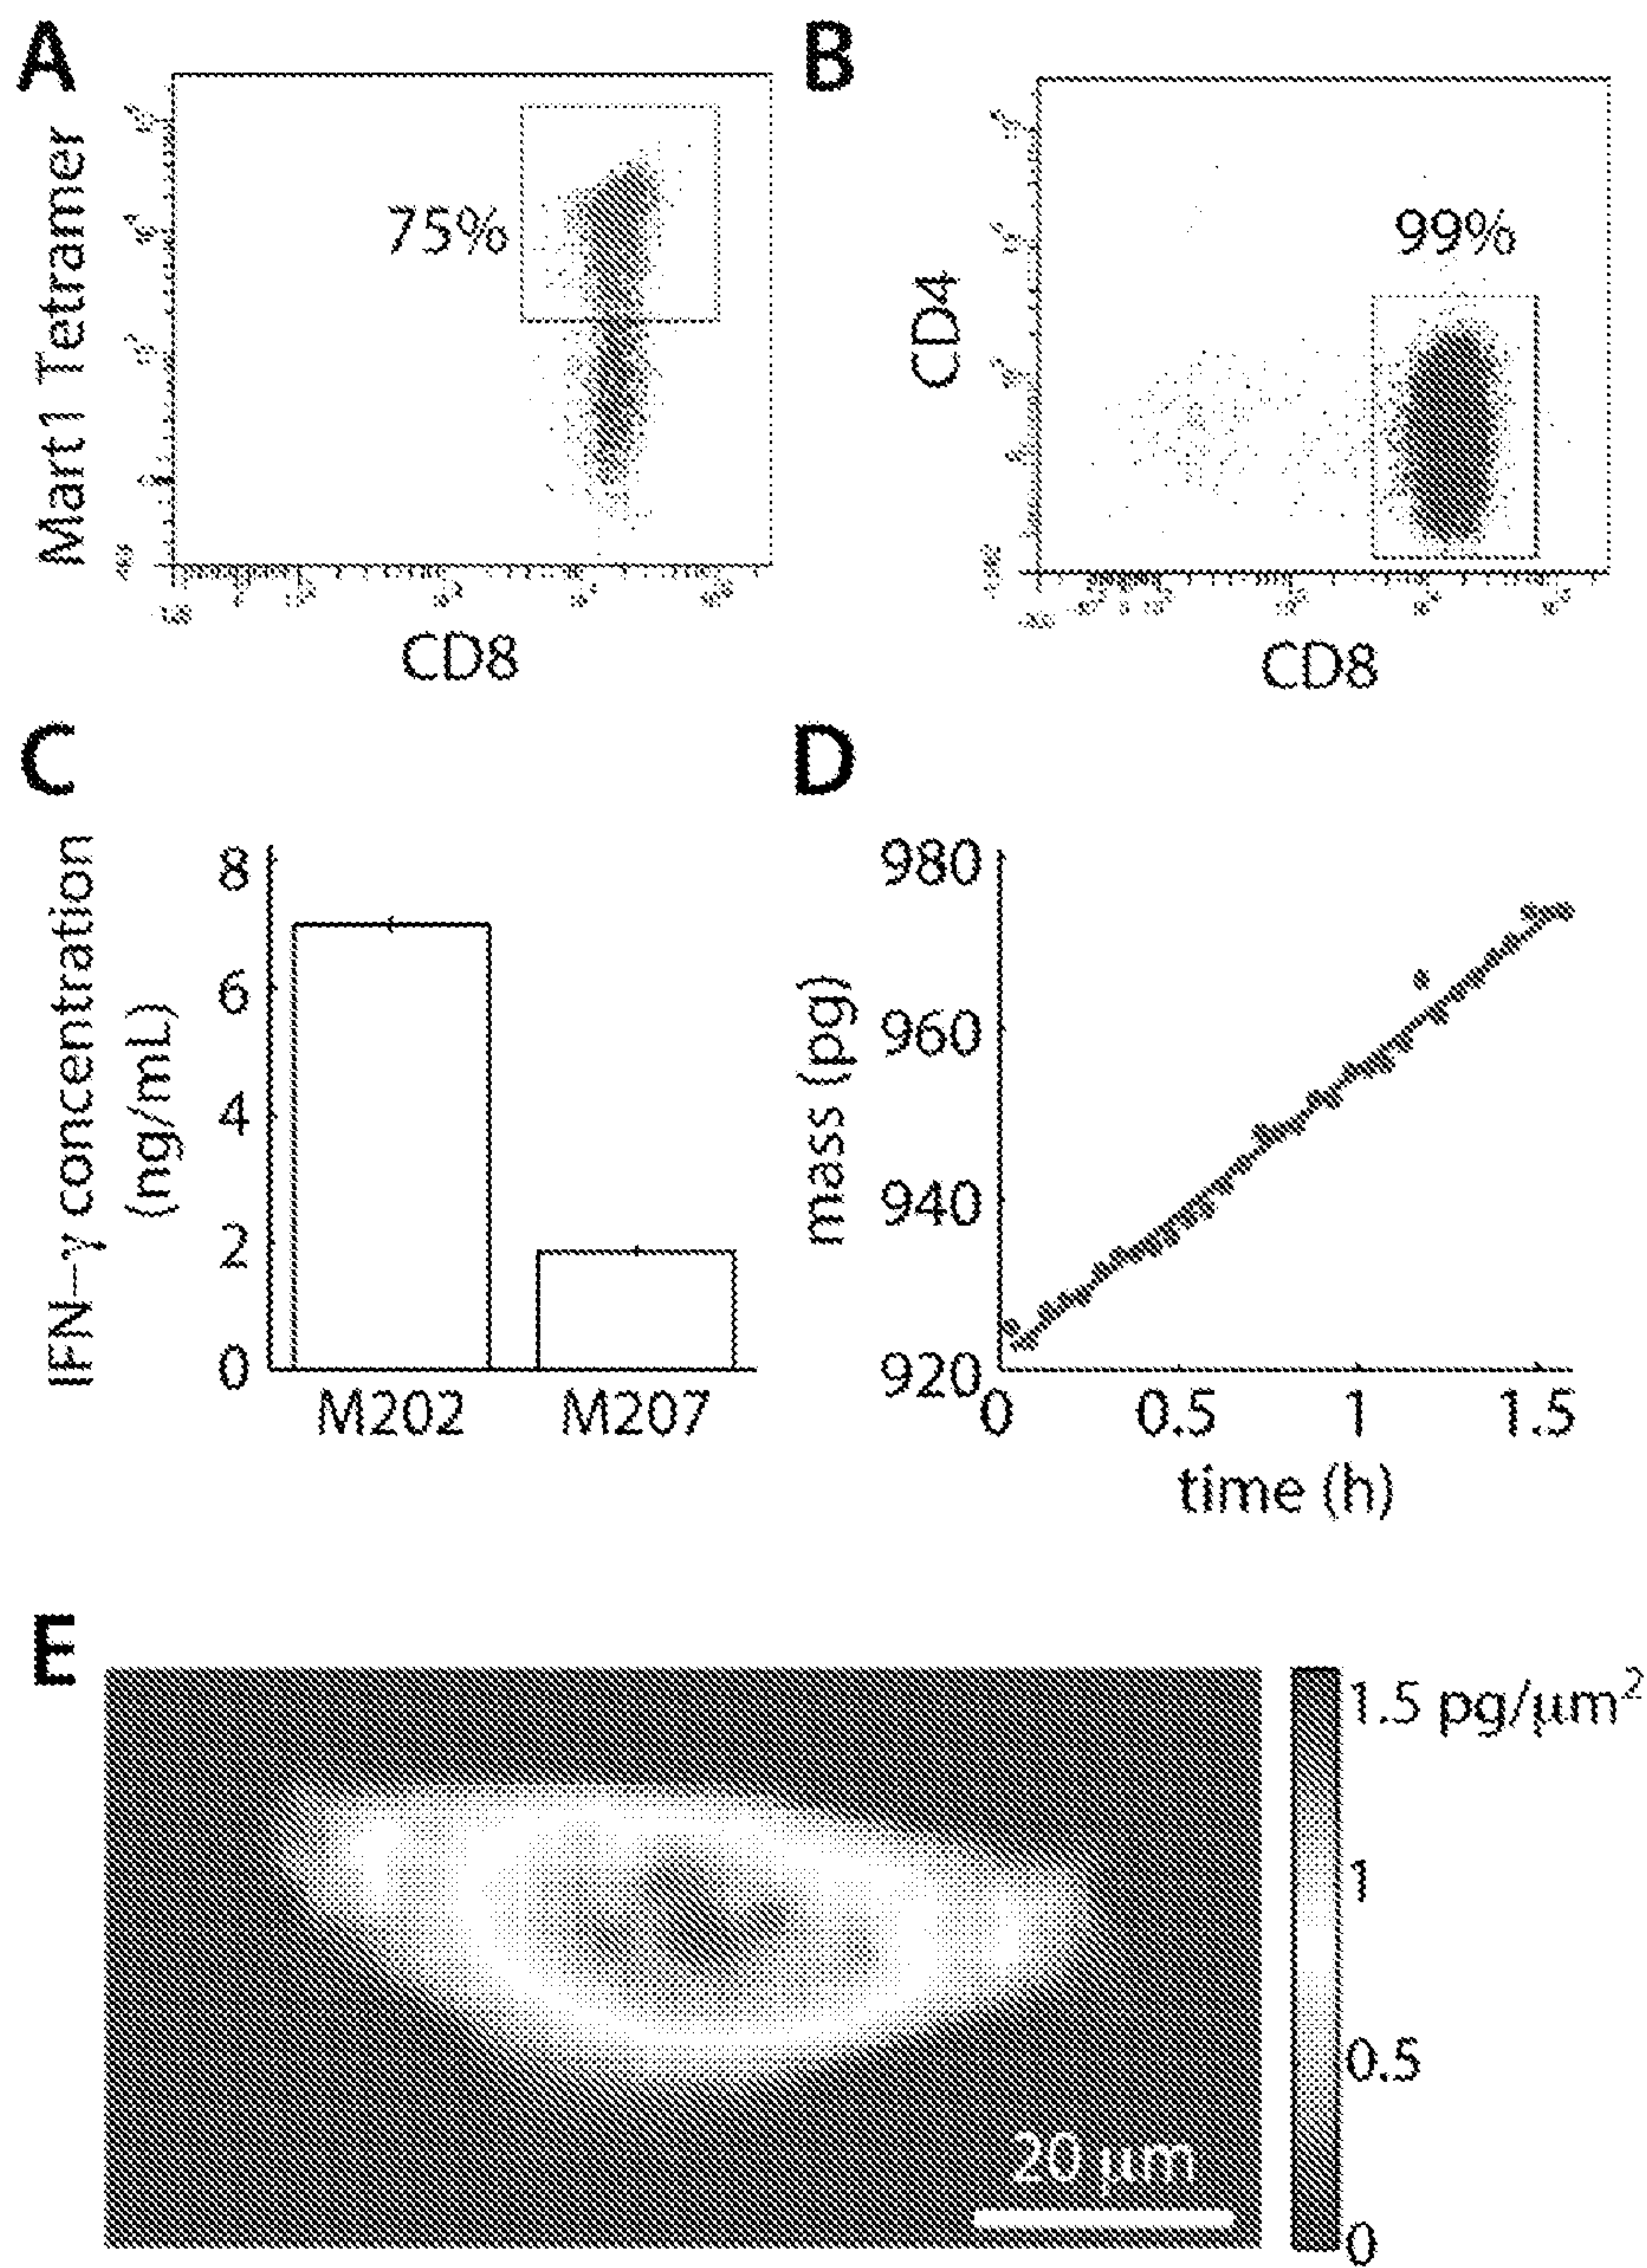 A
B
Mart1 Tetramer
75%
CD8
CD4
99%
CD8
C
D
IFN–γ concentration
(ng/mL)
8
6
4
2
0
M202
M207
mass (pg)
980
960
940
920
0
0.5
1
1.5
time (h)
E
1.5 pg/μm²
1
0.5
0
20 μm